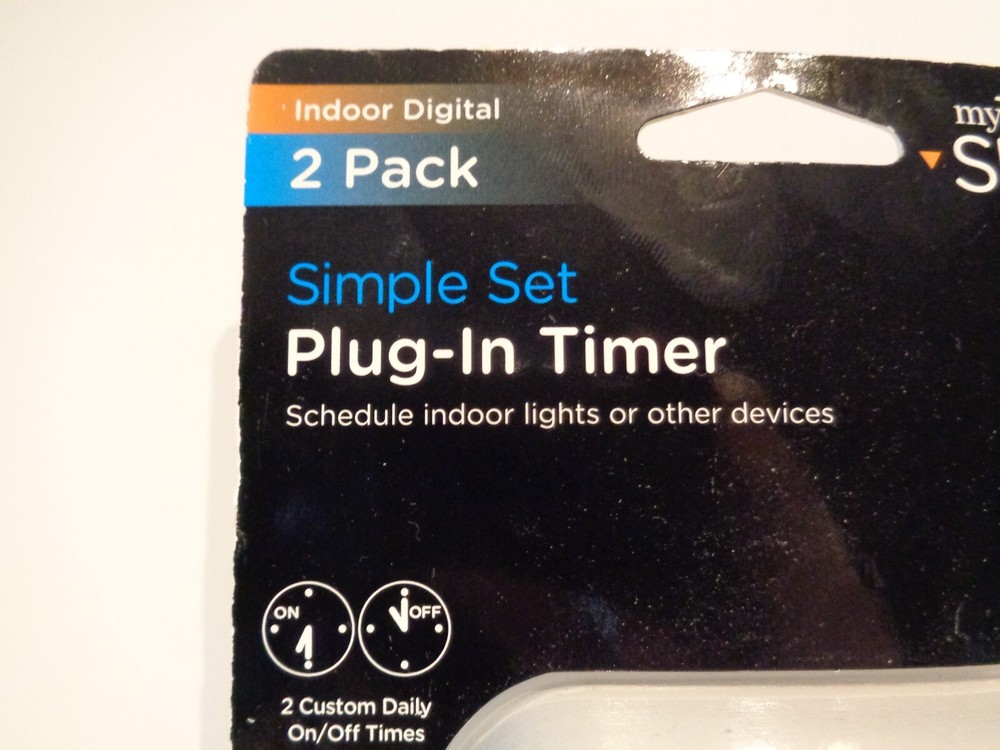 Indoor Digital
2 Pack
my
Simple Set
Plug-In Timer
Schedule indoor lights or other devices
ON OFF
2 Custom Daily
On/Off Times